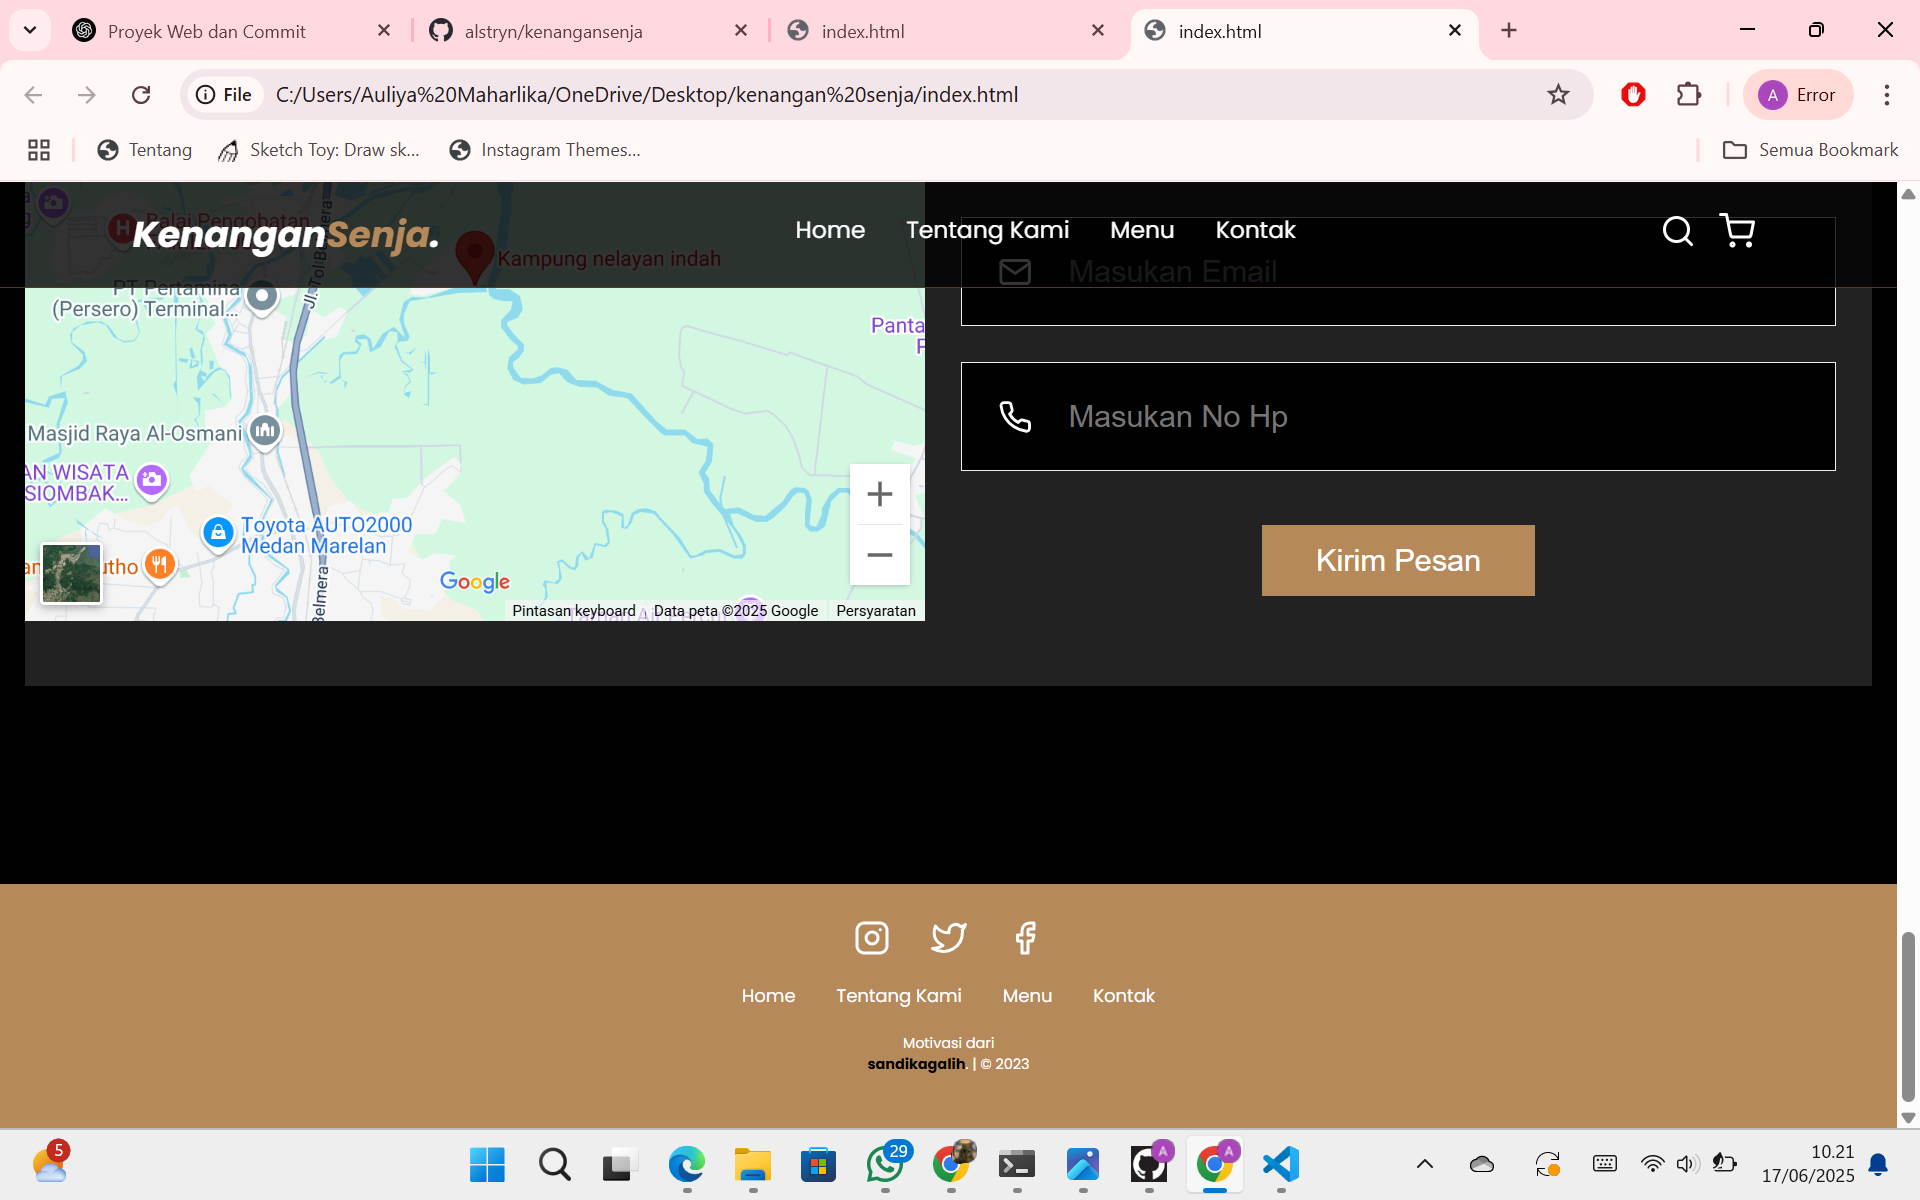 Proyek Web dan Commit
alstryn/kenangansenja
index.html
index.html
File
C:/Users/Auliya%20Maharlika/OneDrive/Desktop/kenangan%20senja/index.html
A
Error
Tentang
Sketch Toy: Draw sk...
Instagram Themes...
Semua Bookmark
KenanganSenja.
Home
Tentang Kami
Menu
Kontak
Balai Pengobatan
H
Kampung nelayan indah
Jl. Tol Belmera
PT Pertamina
(Persero) Terminal...
Panta
P
Masjid Raya Al-Osmani
AN WISATA
SIOMBAK...
Toyota AUTO2000
Medan Marelan
utho
Belmera
Google
Pintasan keyboard
Data peta ©2025 Google
Persyaratan
Masukan Email
Masukan No Hp
Kirim Pesan
Home
Tentang Kami
Menu
Kontak
Motivasi dari
sandikagalih. | © 2023
5
29
A
A
10.21
17/06/2025